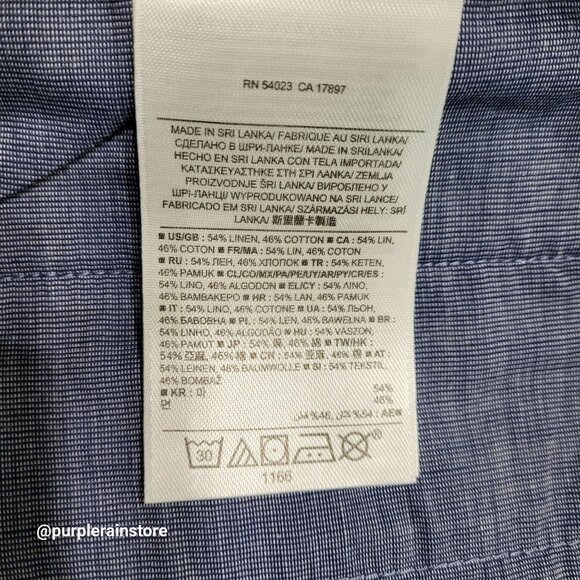 RN 54023 CA 17897
MADE IN SRI LANKA/ FABRIQUE AU SIRI LANKA/
СДЕЛАНО В ШРИ-ЛАНКЕ/ MADE IN SRILANKA/
HECHO EN SRI LANKA CON TELA IMPORTADA/
ΚΑΤΑΣΚΕΥΑΣΤΗΚΕ ΣΤΗ ΣΡΙ ΛΑΝΚΑ/ ZEMLJA
PROIZVODNJE ŠRI LANKA/ ВИРОБЛЕНО У
ШРІ-ЛАНЦІ/ WYPRODUKOWANO NA SRI LANCE/
FABRICADO EM SRI LANKA/ SZÁRMAZÁSI HELY: SRÍ
LANKA/ 斯里蘭卡製造
US/GB : 54% LINEN, 46% COTTON CA : 54% LIN,
46% COTON FR/MA : 54% LIN, 46% COTON
RU : 54% ЛЕН, 46% ХЛОПОК TR : 54% KETEN,
46% PAMUK CL/CO/MX/PA/PE/UY/AR/PY/CR/ES :
54% LINO, 46% ALGODON EL/CY : 54% ΛΙΝΟ,
46% ΒΑΜΒΑΚΕΡΟ HR : 54% LAN, 46% PAMUK
IT : 54% LINO, 46% COTONE UA : 54% ЛЬОН,
46% БАВОВНА PL : 54% LEN, 46% BAWEŁNA BR :
54% LINHO, 46% ALGODÃO HU : 54% VÁSZON,
46% PAMUT JP : 54% 麻, 46% 綿 TW/HK :
54% 亞麻, 46% 棉 CN : 54% 亚麻, 46% 棉 AT :
54% LEINEN, 46% BAUMWOLLE SI : 54% TEKSTIL,
46% BOMBAŽ
KR : 마 54%
면 46%
AE : 54% كتان, 46% قطن
30
1166
@purplerainstore